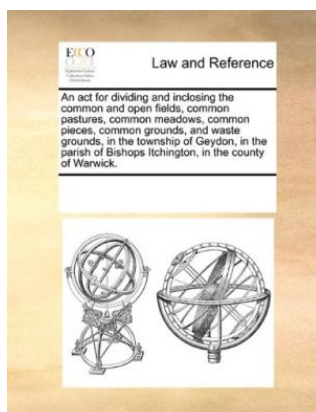 ECCO
Law and Reference
An act for dividing and inclosing the
common and open fields, common
pastures, common meadows, common
pieces, common grounds, and waste
grounds, in the township of Geydon, in the
parish of Bishops Itchington, in the county
of Warwick.